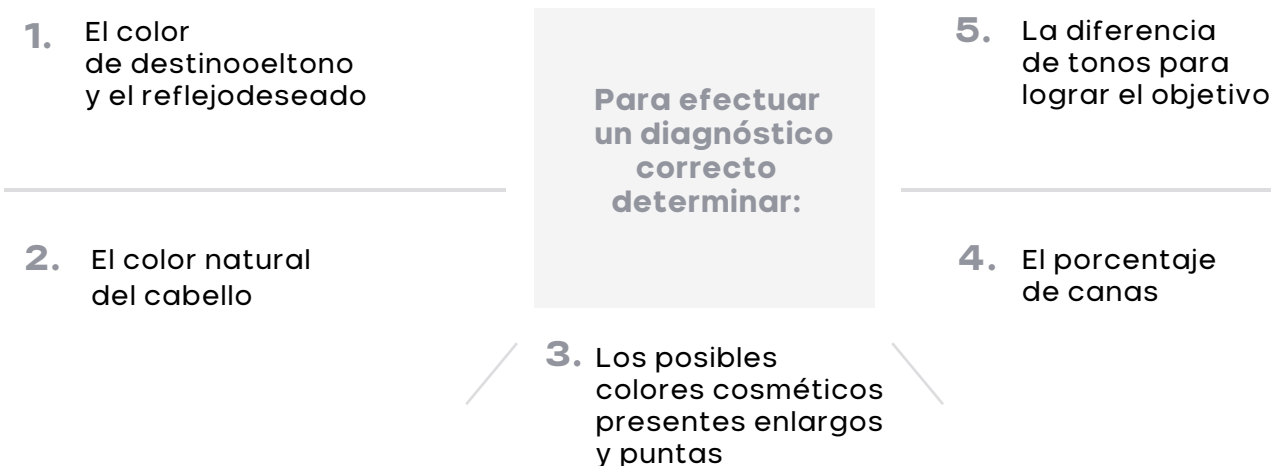 Para efectuar
un diagnóstico
correcto
determinar:
1. El color
de destinooeltono
y el reflejodeseado
2. El color natural
del cabello
3. Los posibles
colores cosméticos
presentes enlargos
y puntas
4. El porcentaje
de canas
5. La diferencia
de tonos para
lograr el objetivo